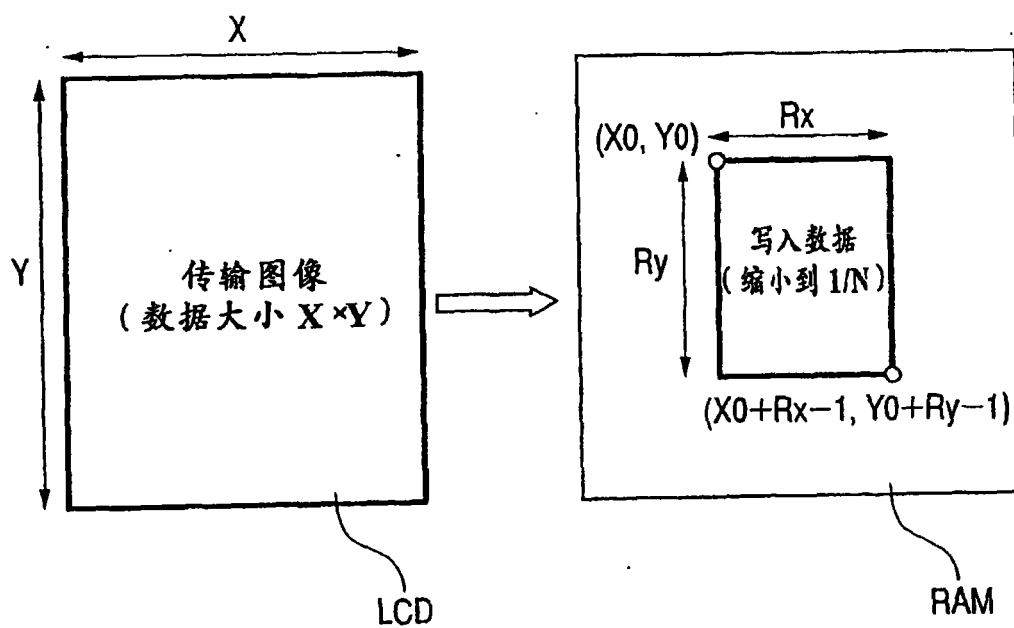 X
Y
传输图像
(数据大小 X×Y)
LCD
Rx
(X0, Y0)
Ry
写入数据
(缩小到 1/N)
(X0+Rx-1, Y0+Ry-1)
RAM